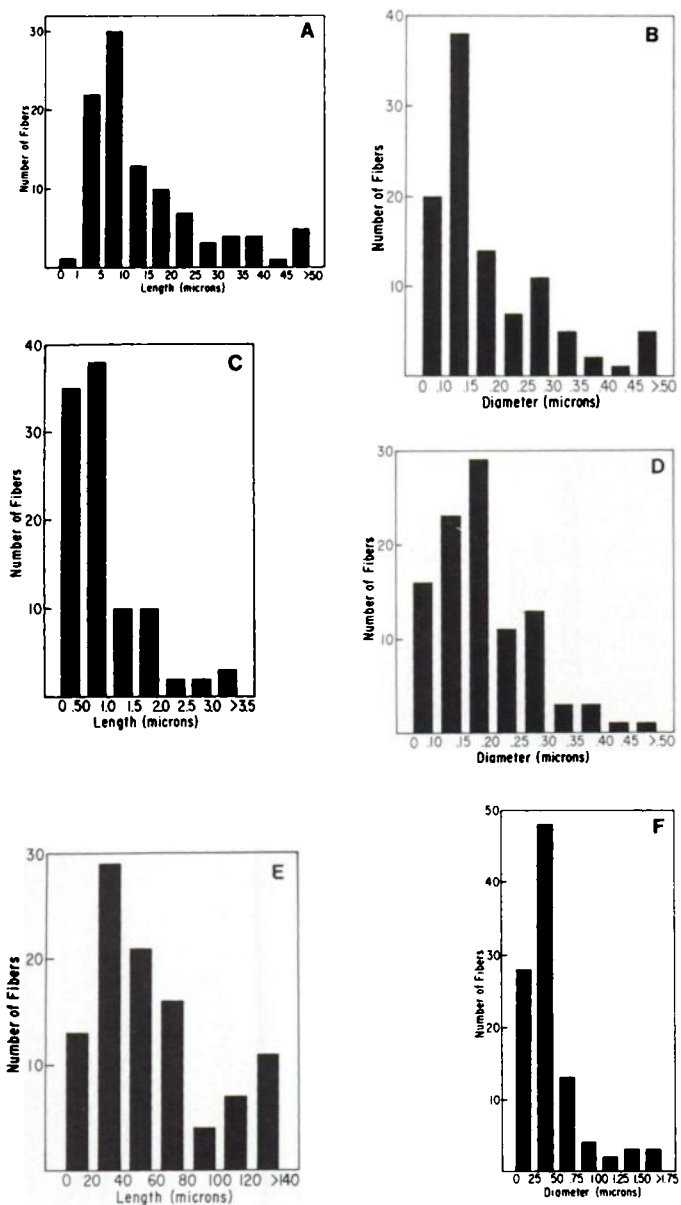 A
30
20
10
Number of Fibers
0 1 5 10 15 20 25 30 35 40 45 >50
Length (microns)
B
40
30
20
10
Number of Fibers
0 .10 .15 .20 .25 .30 .35 .40 .45 >.50
Diameter (microns)
C
40
30
20
10
Number of Fibers
0 .50 1.0 1.5 2.0 2.5 3.0 >3.5
Length (microns)
D
30
20
10
Number of Fibers
0 .10 .15 .20 .25 .30 .35 .40 .45 >.50
Diameter (microns)
E
30
20
10
Number of Fibers
0 20 40 60 80 100 120 >140
Length (microns)
F
50
40
30
20
10
Number of Fibers
0 25 50 .75 1.00 1.25 1.50 >1.75
Diameter (microns)